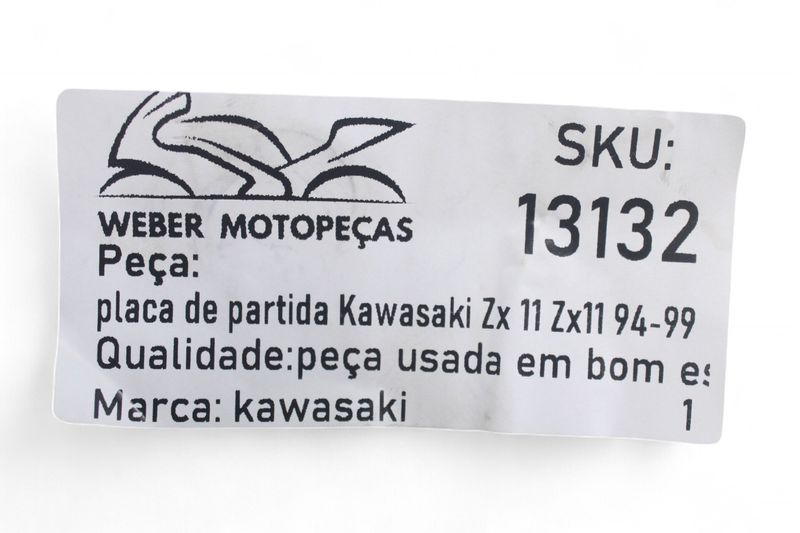 WEBER MOTOPEÇAS
SKU:
13132
Peça:
placa de partida Kawasaki Zx 11 Zx11 94-99
Qualidade:peça usada em bom
Marca: kawasaki
1